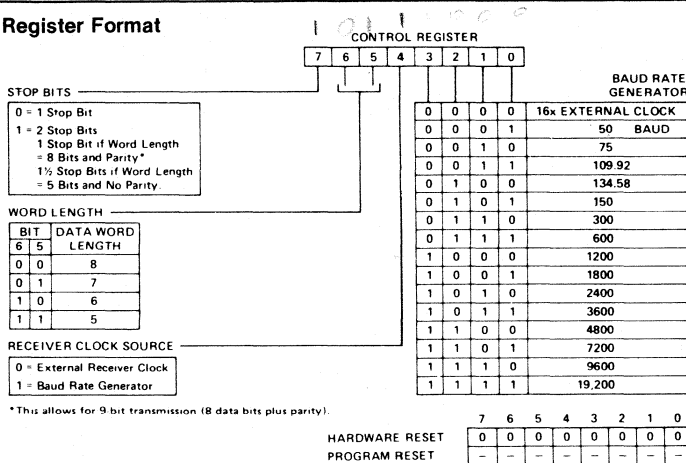 Register Format
1 0 1 1
CONTROL REGISTER
7 6 5 4 3 2 1 0
STOP BITS
0 = 1 Stop Bit
1 = 2 Stop Bits
1 Stop Bit if Word Length
= 8 Bits and Parity*
1½ Stop Bits if Word Length
= 5 Bits and No Parity.
WORD LENGTH
BIT DATA WORD
6 5 LENGTH
0 0 8
0 1 7
1 0 6
1 1 5
RECEIVER CLOCK SOURCE
0 = External Receiver Clock
1 = Baud Rate Generator
*This allows for 9-bit transmission (8 data bits plus parity).
BAUD RATE
GENERATOR
0 0 0 0 16x EXTERNAL CLOCK
0 0 0 1 50 BAUD
0 0 1 0 75
0 0 1 1 109.92
0 1 0 0 134.58
0 1 0 1 150
0 1 1 0 300
0 1 1 1 600
1 0 0 0 1200
1 0 0 1 1800
1 0 1 0 2400
1 0 1 1 3600
1 1 0 0 4800
1 1 0 1 7200
1 1 1 0 9600
1 1 1 1 19,200
7 6 5 4 3 2 1 0
HARDWARE RESET 0 0 0 0 0 0 0 0
PROGRAM RESET - - - - - - - -